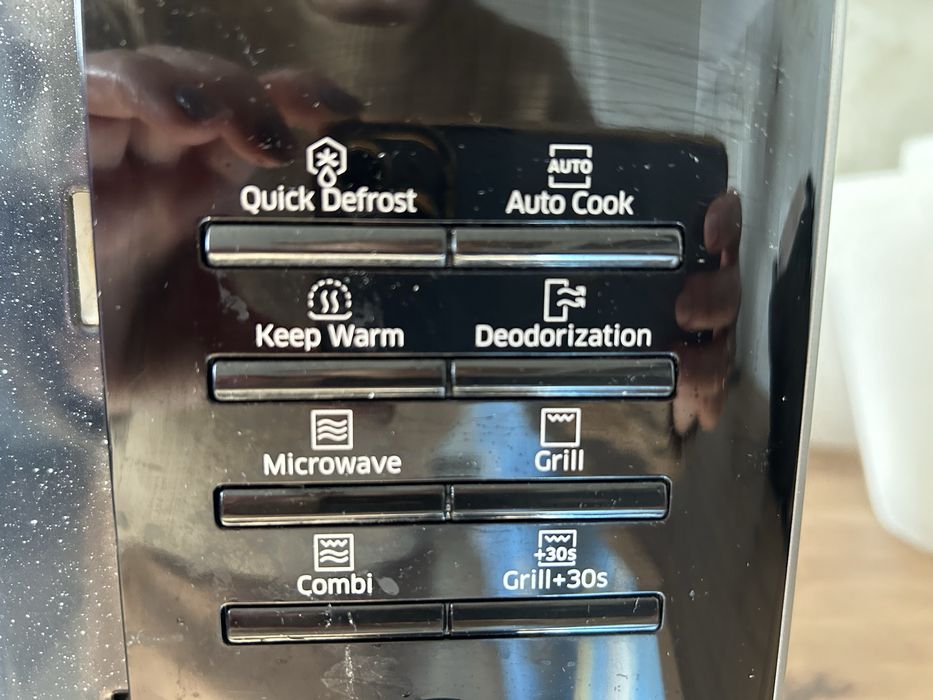 AUTO
Quick Defrost Auto Cook
Keep Warm Deodorization
Microwave Grill
+30s
Combi Grill+30s